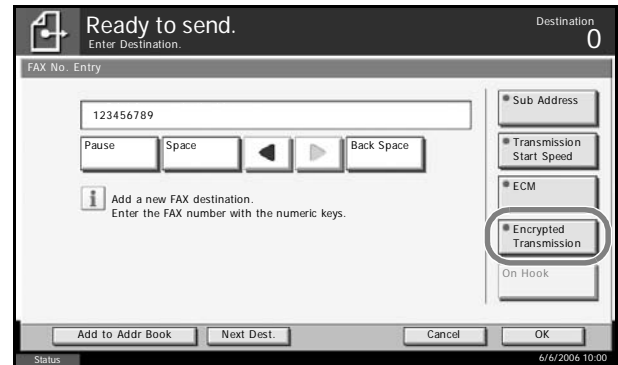 Ready to send.
Enter Destination.
Destination
0
FAX No. Entry
123456789
Pause
Space
Back Space
i
Add a new FAX destination.
Enter the FAX number with the numeric keys.
Sub Address
Transmission
Start Speed
ECM
Encrypted
Transmission
On Hook
Add to Addr Book
Next Dest.
Cancel
OK
Status
6/6/2006 10:00